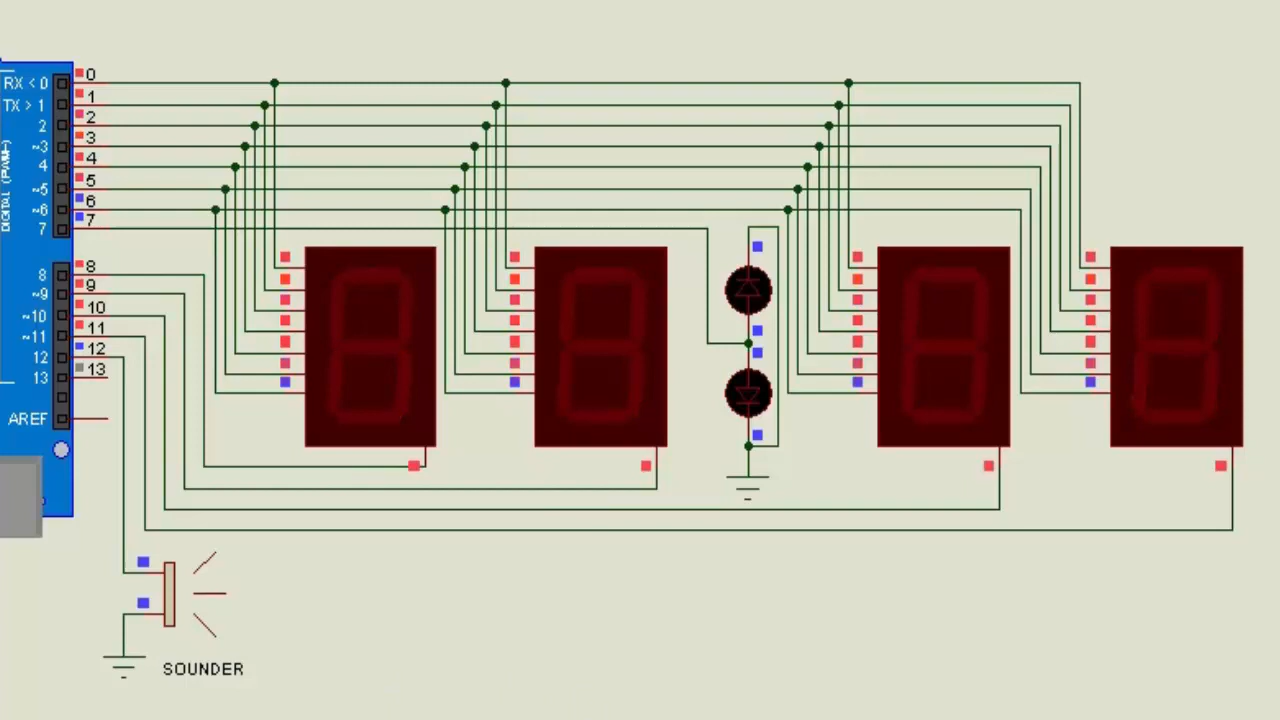 RX < 0 0
TX > 1 1
2 2
~3 3
4 4
~5 5
~6 6
7 7
DIGITAL (PWM~)
8 8
~9 9
~10 10
~11 11
12 12
13 13
AREF
SOUNDER